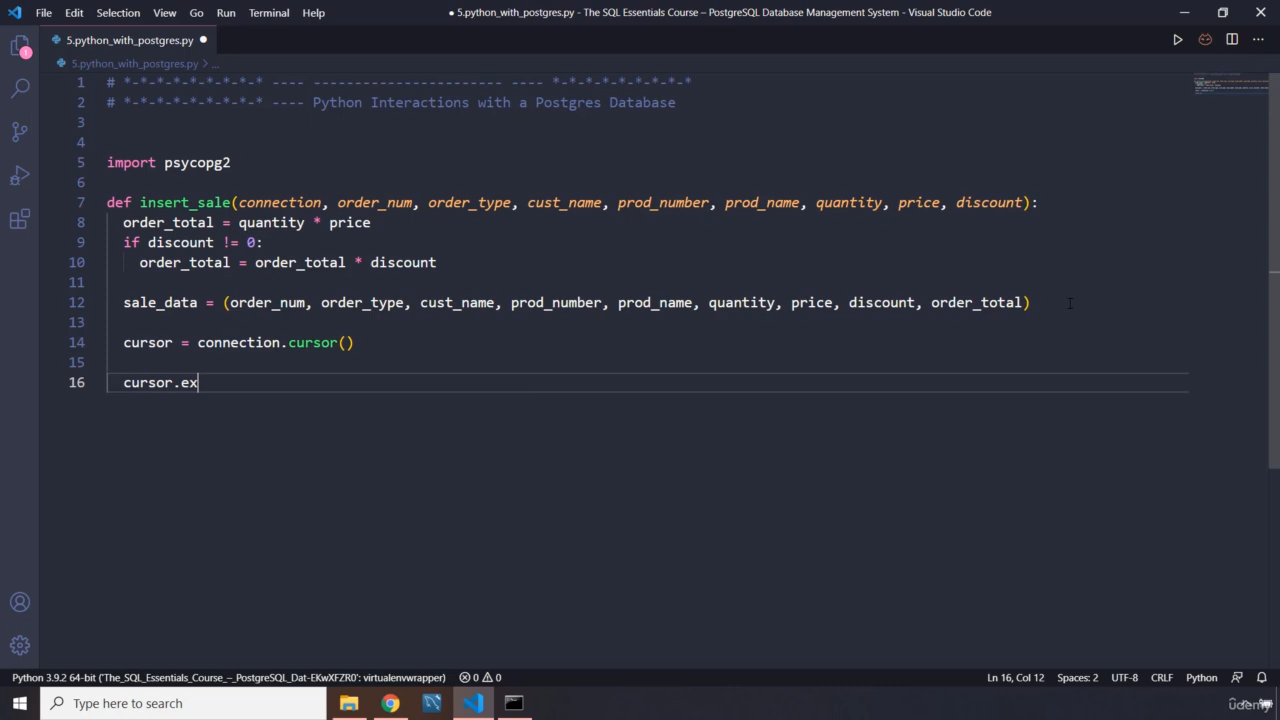 File Edit Selection View Go Run Terminal Help
● 5.python_with_postgres.py - The SQL Essentials Course – PostgreSQL Database Management System - Visual Studio Code
5.python_with_postgres.py ●
5.python_with_postgres.py > ...
1 # *-*-*-*-*-*-*-*-* ---- ----------------------- ---- *-*-*-*-*-*-*-*-*
2 # *-*-*-*-*-*-*-*-* ---- Python Interactions with a Postgres Database
3
4
5 import psycopg2
6
7 def insert_sale(connection, order_num, order_type, cust_name, prod_number, prod_name, quantity, price, discount):
8 order_total = quantity * price
9 if discount != 0:
10 order_total = order_total * discount
11
12 sale_data = (order_num, order_type, cust_name, prod_number, prod_name, quantity, price, discount, order_total)
13
14 cursor = connection.cursor()
15
16 cursor.ex
1
Python 3.9.2 64-bit ('The_SQL_Essentials_Course_–_PostgreSQL_Dat-EKwXFZR0': virtualenvwrapper) 0 0 Ln 16, Col 12 Spaces: 2 UTF-8 CRLF Python
Type here to search
Udemy